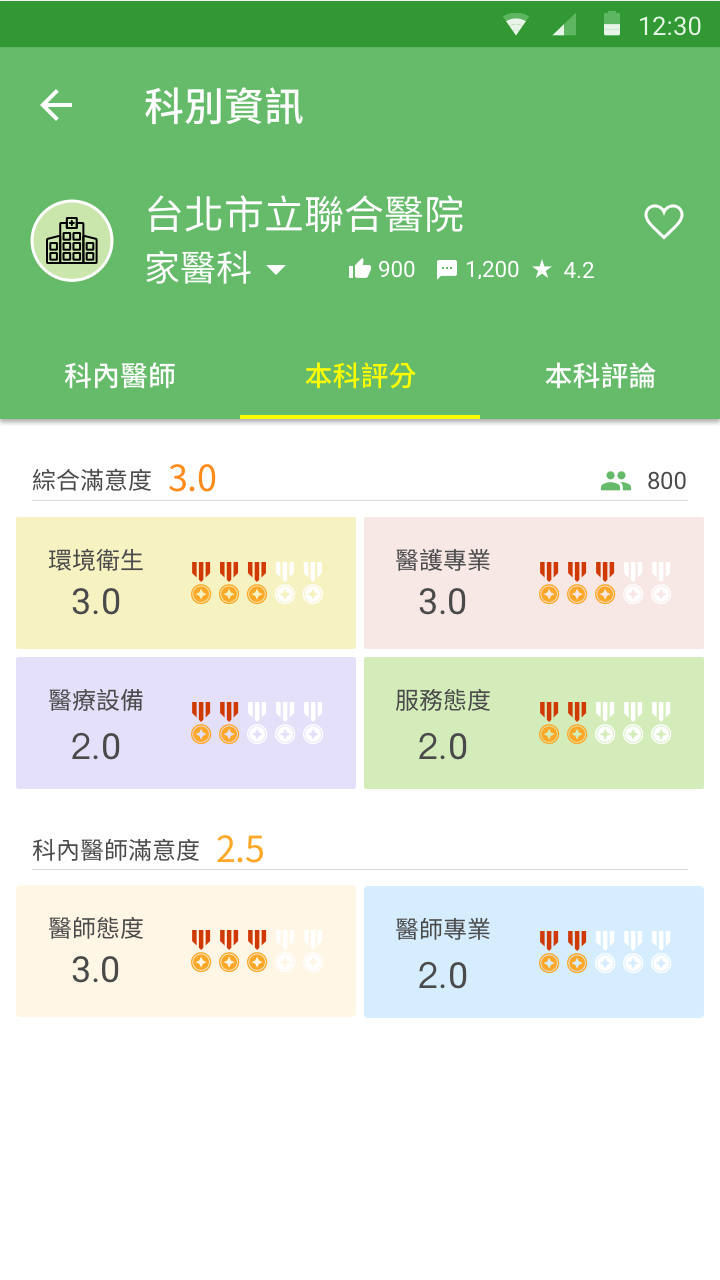 12:30
科別資訊
台北市立聯合醫院
家醫科 900 1,200 4.2
科內醫師 本科評分 本科評論
綜合滿意度 3.0 800
環境衛生 醫護專業
3.0 3.0
醫療設備 服務態度
2.0 2.0
科內醫師滿意度 2.5
醫師態度 醫師專業
3.0 2.0